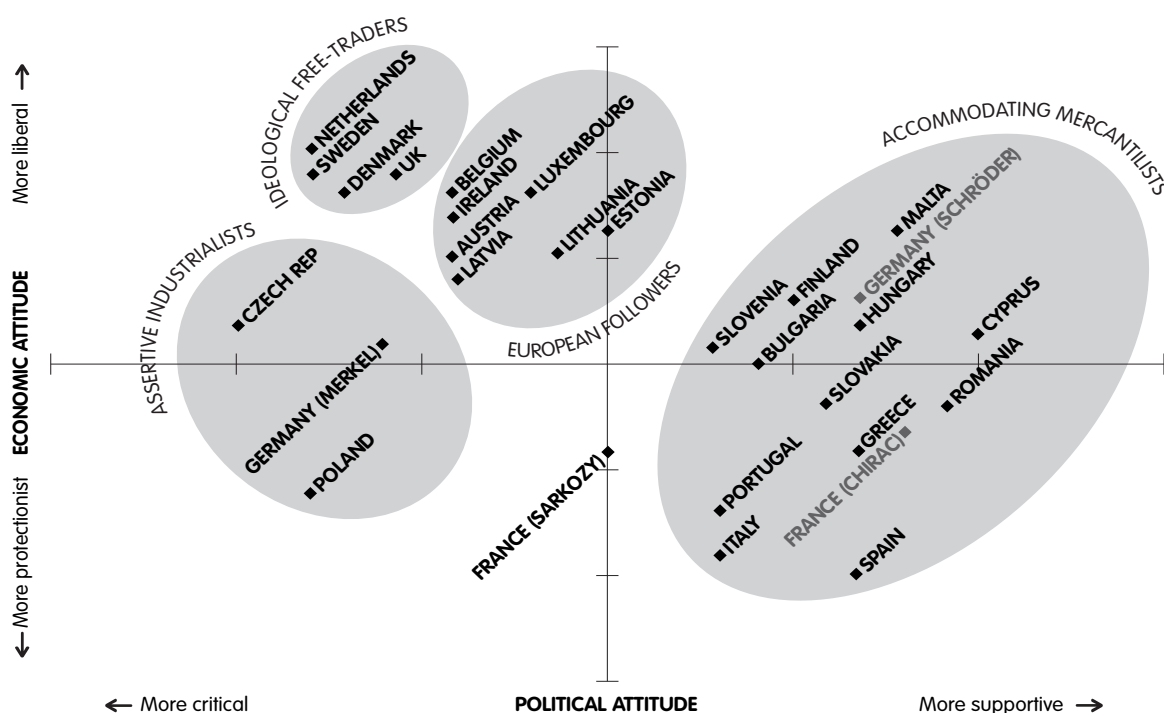 IDEOLOGICAL FREE-TRADERS
NETHERLANDS
SWEDEN
DENMARK
UK
BELGIUM
IRELAND
AUSTRIA
LATVIA
LUXEMBOURG
LITHUANIA
ESTONIA
EUROPEAN FOLLOWERS
ACCOMMODATING MERCANTILISTS
MALTA
GERMANY (SCHRÖDER)
FINLAND
HUNGARY
SLOVENIA
BULGARIA
CYPRUS
SLOVAKIA
ROMANIA
GREECE
FRANCE (CHIRAC)
PORTUGAL
ITALY
SPAIN
ASSERTIVE INDUSTRIALISTS
CZECH REP
GERMANY (MERKEL)
POLAND
FRANCE (SARKOZY)
More liberal
ECONOMIC ATTITUDE
More protectionist
More critical
POLITICAL ATTITUDE
More supportive